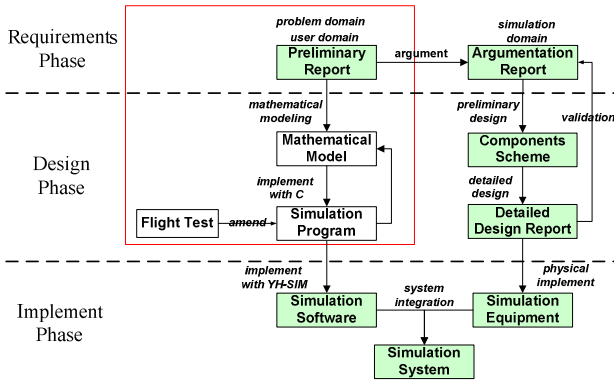 Requirements
Phase
problem domain
user domain
Preliminary
Report
argument
simulation
domain
Argumentation
Report
mathematical
modeling
preliminary
design
validation
Design
Phase
Mathematical
Model
Components
Scheme
implement
with C
detailed
design
Flight Test
amend
Simulation
Program
Detailed
Design Report
Implement
Phase
implement
with YH-SIM
system
integration
physical
implement
Simulation
Software
Simulation
Equipment
Simulation
System